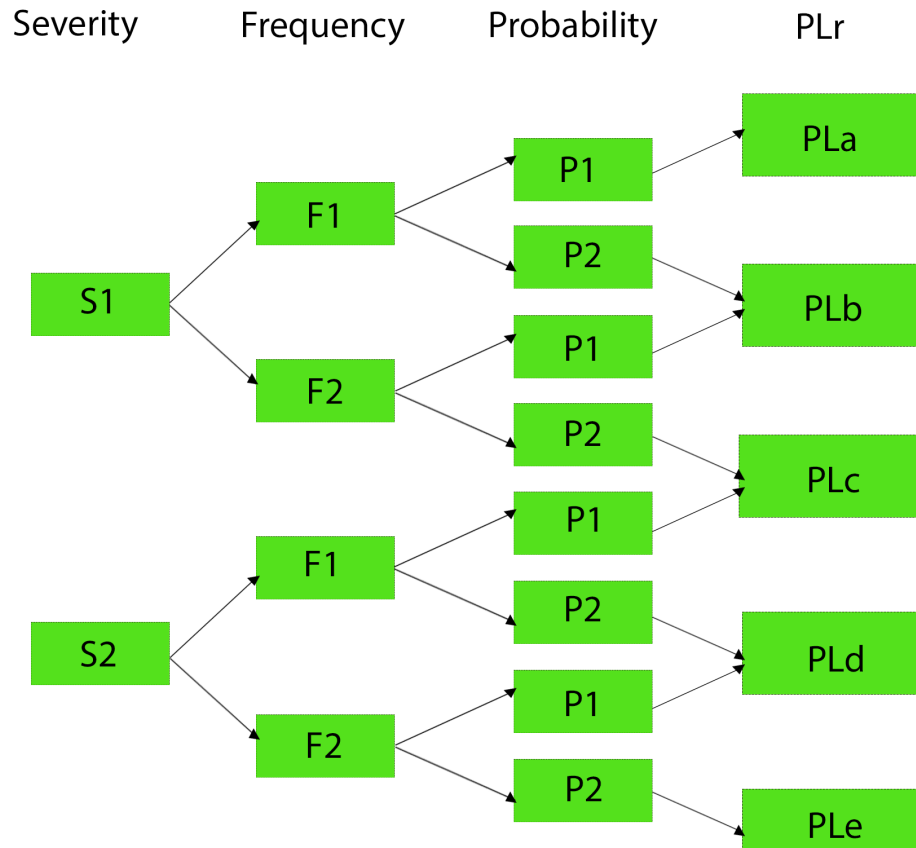 Severity Frequency Probability PLr
PLa
P1
F1
P2
S1
PLb
P1
F2
P2
PLc
P1
F1
P2
S2
PLd
P1
F2
P2
PLe